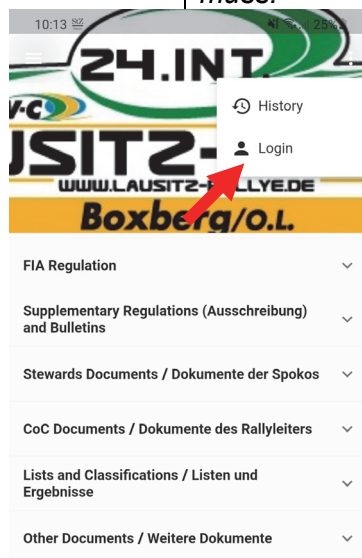 muss.
10:13
25%
24.INT.
History
Login
WWW.LAUSITZ-RALLYE.DE
Boxberg/O.L.
FIA Regulation
Supplementary Regulations (Ausschreibung)
and Bulletins
Stewards Documents / Dokumente der Spokos
CoC Documents / Dokumente des Rallyleiters
Lists and Classifications / Listen und
Ergebnisse
Other Documents / Weitere Dokumente